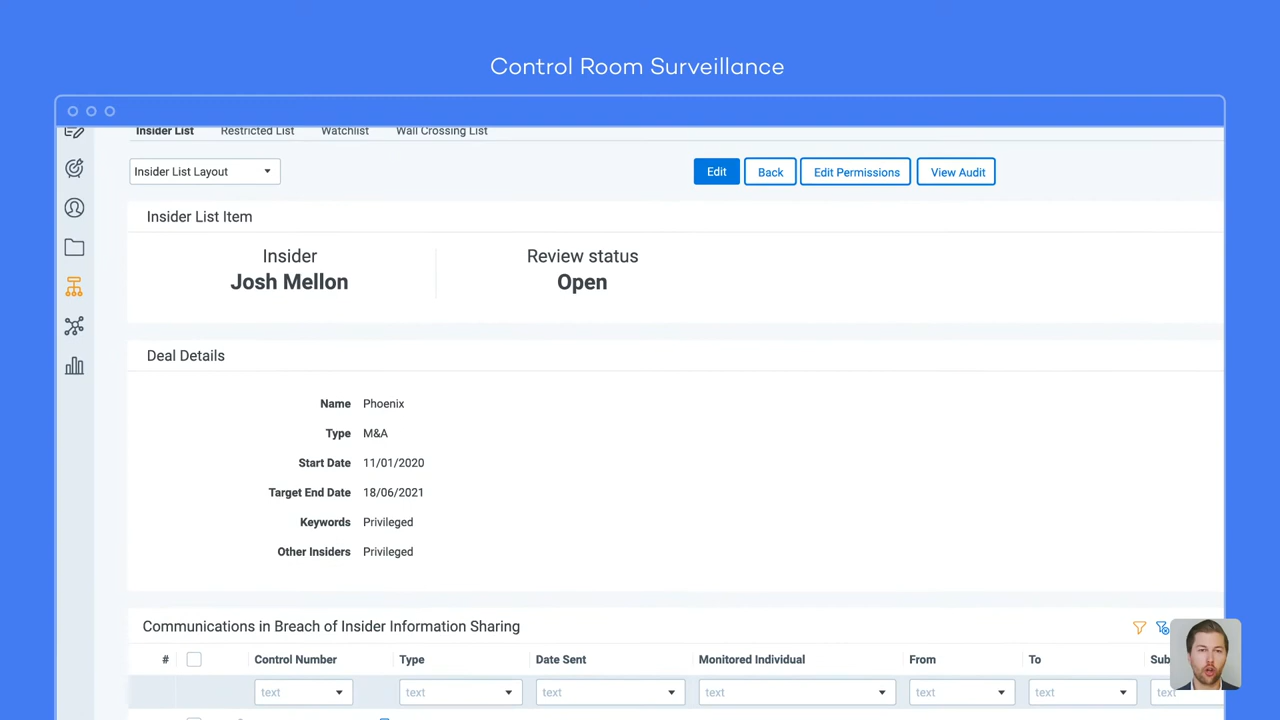 Control Room Surveillance
Insider List Restricted List Watchlist Wall Crossing List
Insider List Layout Edit Back Edit Permissions View Audit
Insider List Item
Insider Review status
Josh Mellon Open
Deal Details
Name Phoenix
Type M&A
Start Date 11/01/2020
Target End Date 18/06/2021
Keywords Privileged
Other Insiders Privileged
Communications in Breach of Insider Information Sharing
# Control Number Type Date Sent Monitored Individual From To Sub
text text text text text text text